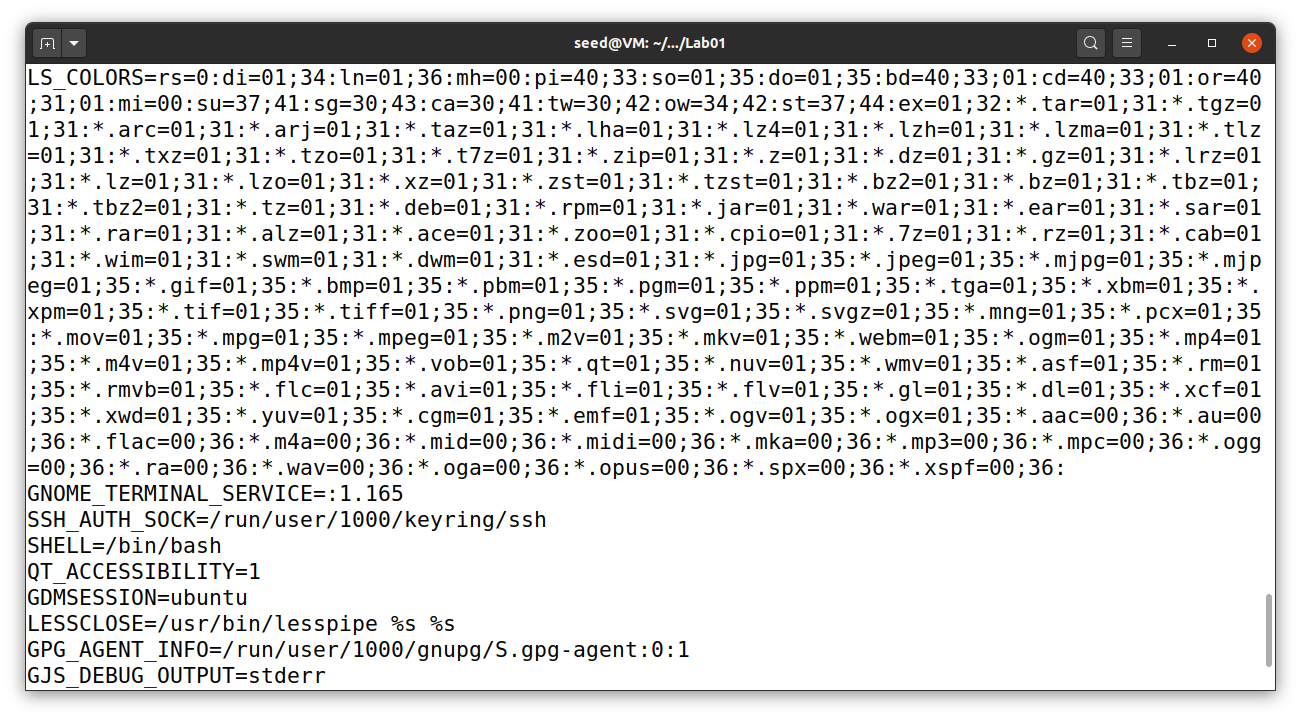 seed@VM: ~/.../Lab01
LS_COLORS=rs=0:di=01;34:ln=01;36:mh=00:pi=40;33:so=01;35:do=01;35:bd=40;33;01:cd=40;33;01:or=40
;31;01:mi=00:su=37;41:sg=30;43:ca=30;41:tw=30;42:ow=34;42:st=37;44:ex=01;32:*.tar=01;31:*.tgz=0
1;31:*.arc=01;31:*.arj=01;31:*.taz=01;31:*.lha=01;31:*.lz4=01;31:*.lzh=01;31:*.lzma=01;31:*.tlz
=01;31:*.txz=01;31:*.tzo=01;31:*.t7z=01;31:*.zip=01;31:*.z=01;31:*.dz=01;31:*.gz=01;31:*.lrz=01
;31:*.lz=01;31:*.lzo=01;31:*.xz=01;31:*.zst=01;31:*.tzst=01;31:*.bz2=01;31:*.bz=01;31:*.tbz=01;
31:*.tbz2=01;31:*.tz=01;31:*.deb=01;31:*.rpm=01;31:*.jar=01;31:*.war=01;31:*.ear=01;31:*.sar=01
;31:*.rar=01;31:*.alz=01;31:*.ace=01;31:*.zoo=01;31:*.cpio=01;31:*.7z=01;31:*.rz=01;31:*.cab=01
;31:*.wim=01;31:*.swm=01;31:*.dwm=01;31:*.esd=01;31:*.jpg=01;35:*.jpeg=01;35:*.mjpg=01;35:*.mjp
eg=01;35:*.gif=01;35:*.bmp=01;35:*.pbm=01;35:*.pgm=01;35:*.ppm=01;35:*.tga=01;35:*.xbm=01;35:*.
xpm=01;35:*.tif=01;35:*.tiff=01;35:*.png=01;35:*.svg=01;35:*.svgz=01;35:*.mng=01;35:*.pcx=01;35
:*.mov=01;35:*.mpg=01;35:*.mpeg=01;35:*.m2v=01;35:*.mkv=01;35:*.webm=01;35:*.ogm=01;35:*.mp4=01
;35:*.m4v=01;35:*.mp4v=01;35:*.vob=01;35:*.qt=01;35:*.nuv=01;35:*.wmv=01;35:*.asf=01;35:*.rm=01
;35:*.rmvb=01;35:*.flc=01;35:*.avi=01;35:*.fli=01;35:*.flv=01;35:*.gl=01;35:*.dl=01;35:*.xcf=01
;35:*.xwd=01;35:*.yuv=01;35:*.cgm=01;35:*.emf=01;35:*.ogv=01;35:*.ogx=01;35:*.aac=00;36:*.au=00
;36:*.flac=00;36:*.m4a=00;36:*.mid=00;36:*.midi=00;36:*.mka=00;36:*.mp3=00;36:*.mpc=00;36:*.ogg
=00;36:*.ra=00;36:*.wav=00;36:*.oga=00;36:*.opus=00;36:*.spx=00;36:*.xspf=00;36:
GNOME_TERMINAL_SERVICE=:1.165
SSH_AUTH_SOCK=/run/user/1000/keyring/ssh
SHELL=/bin/bash
QT_ACCESSIBILITY=1
GDMSESSION=ubuntu
LESSCLOSE=/usr/bin/lesspipe %s %s
GPG_AGENT_INFO=/run/user/1000/gnupg/S.gpg-agent:0:1
GJS_DEBUG_OUTPUT=stderr